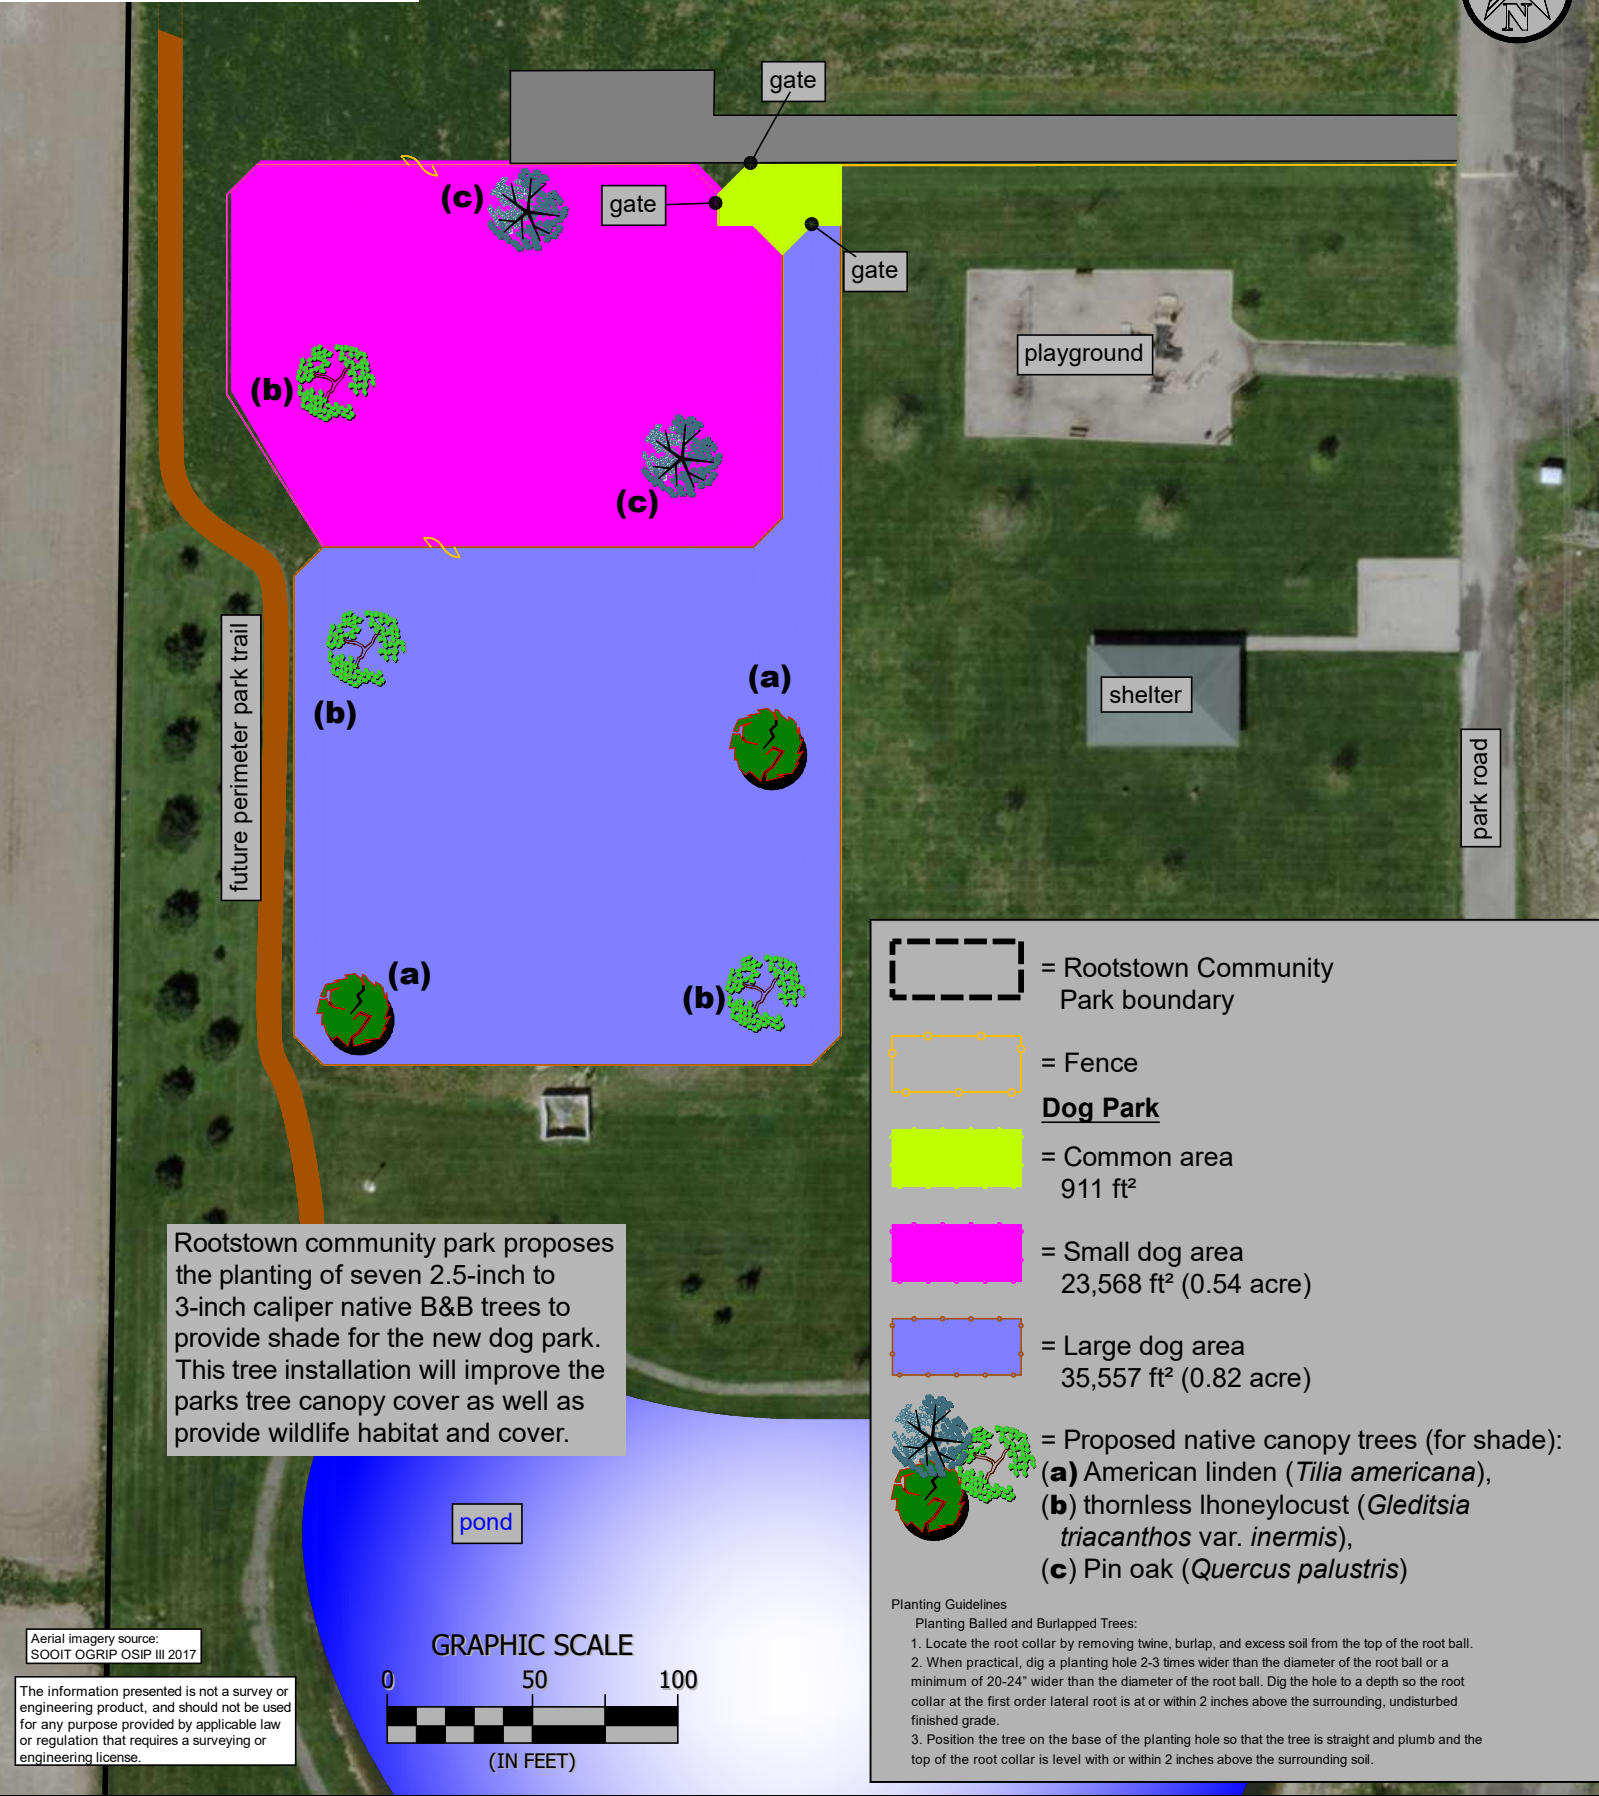 N
gate
(c)
gate
gate
playground
(b)
(c)
future perimeter park trail
(b)
(a)
shelter
park road
(a)
(b)
= Rootstown Community
Park boundary
= Fence
Dog Park
= Common area
911 ft²
= Small dog area
23,568 ft² (0.54 acre)
= Large dog area
35,557 ft² (0.82 acre)
= Proposed native canopy trees (for shade):
(a) American linden (Tilia americana),
(b) thornless lhoneylocust (Gleditsia
triacanthos var. inermis),
(c) Pin oak (Quercus palustris)
Planting Guidelines
Planting Balled and Burlapped Trees:
1. Locate the root collar by removing twine, burlap, and excess soil from the top of the root ball.
2. When practical, dig a planting hole 2-3 times wider than the diameter of the root ball or a
minimum of 20-24" wider than the diameter of the root ball. Dig the hole to a depth so the root
collar at the first order lateral root is at or within 2 inches above the surrounding, undisturbed
finished grade.
3. Position the tree on the base of the planting hole so that the tree is straight and plumb and the
top of the root collar is level with or within 2 inches above the surrounding soil.
Rootstown community park proposes
the planting of seven 2.5-inch to
3-inch caliper native B&B trees to
provide shade for the new dog park.
This tree installation will improve the
parks tree canopy cover as well as
provide wildlife habitat and cover.
pond
GRAPHIC SCALE
0 50 100
(IN FEET)
Aerial imagery source:
SOOIT OGRIP OSIP III 2017
The information presented is not a survey or
engineering product, and should not be used
for any purpose provided by applicable law
or regulation that requires a surveying or
engineering license.